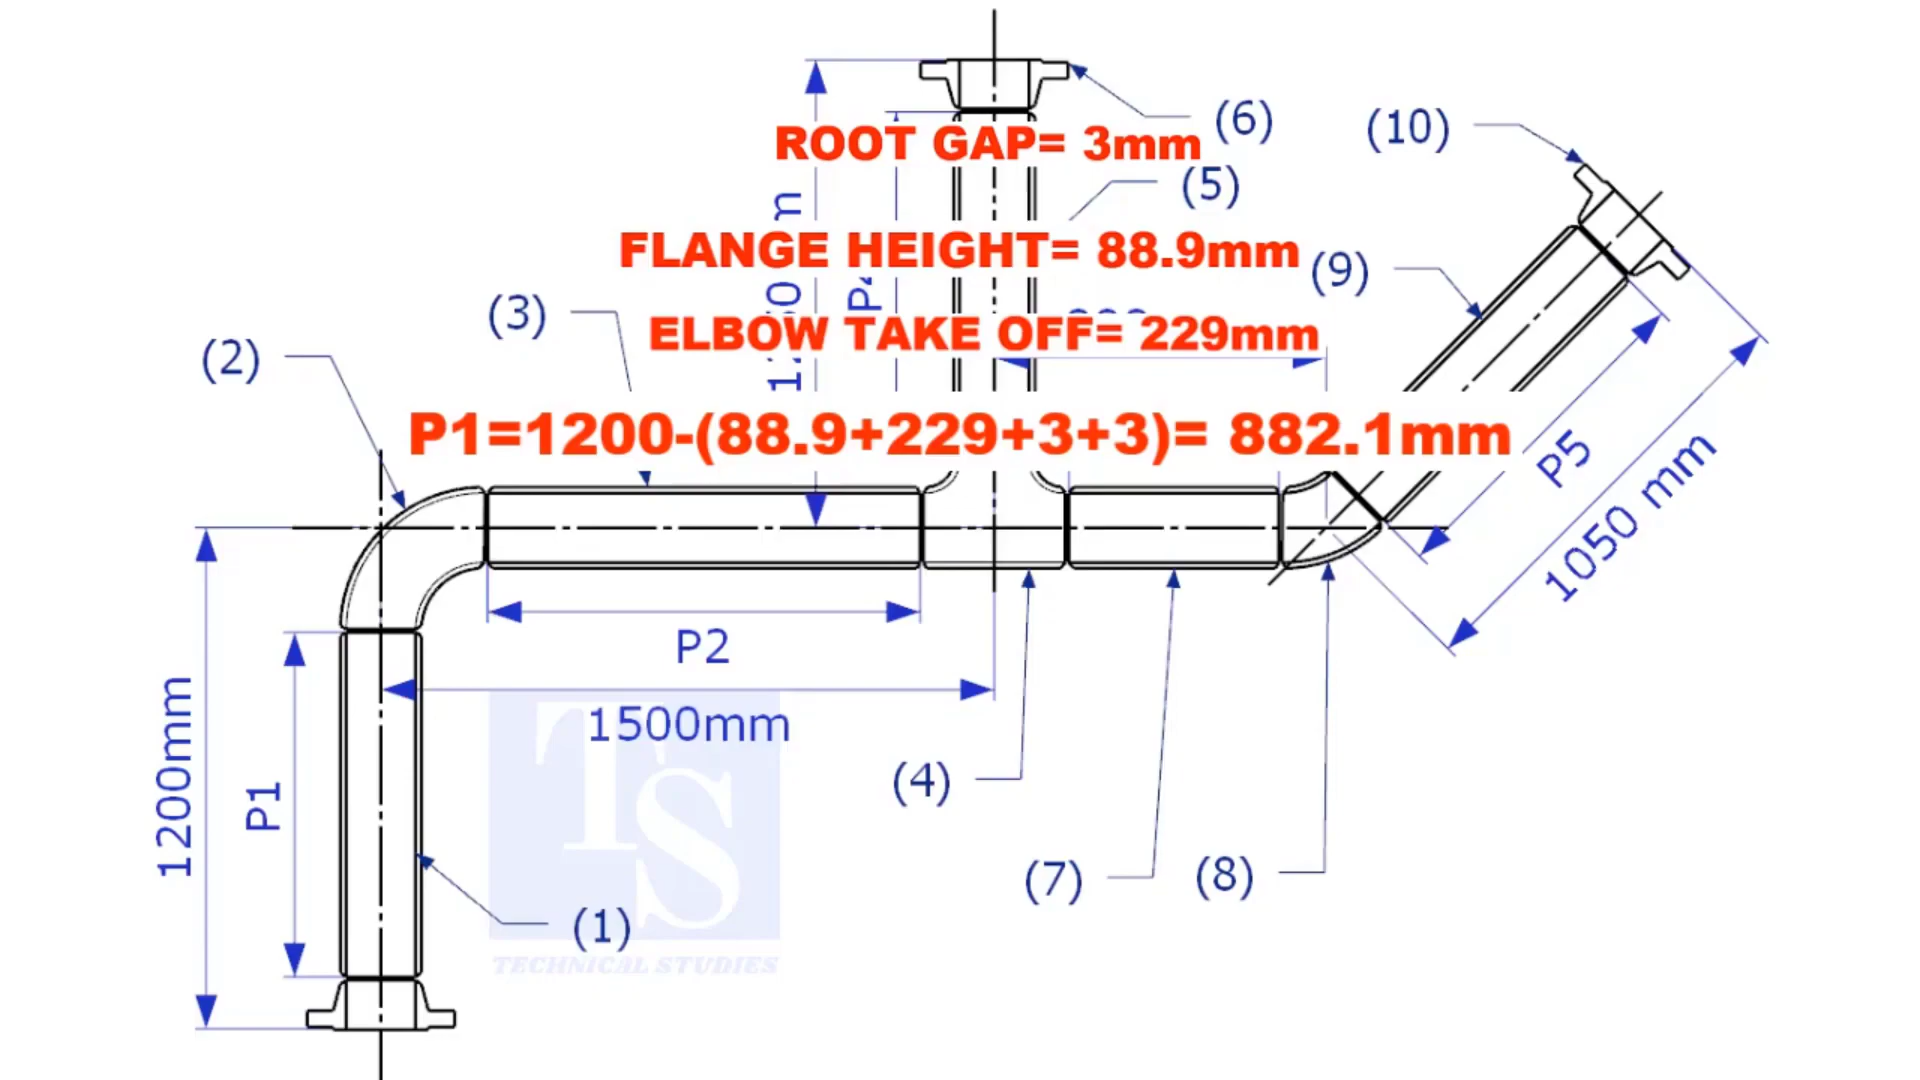 (6)
(10)
ROOT GAP= 3mm
(5)
FLANGE HEIGHT= 88.9mm
(9)
(3)
ELBOW TAKE OFF= 229mm
(2)
P1=1200-(88.9+229+3+3)= 882.1mm
P5
1050 mm
P2
1500mm
1200mm
P1
(4)
(7)
(8)
(1)
TS
TECHNICAL STUDIES